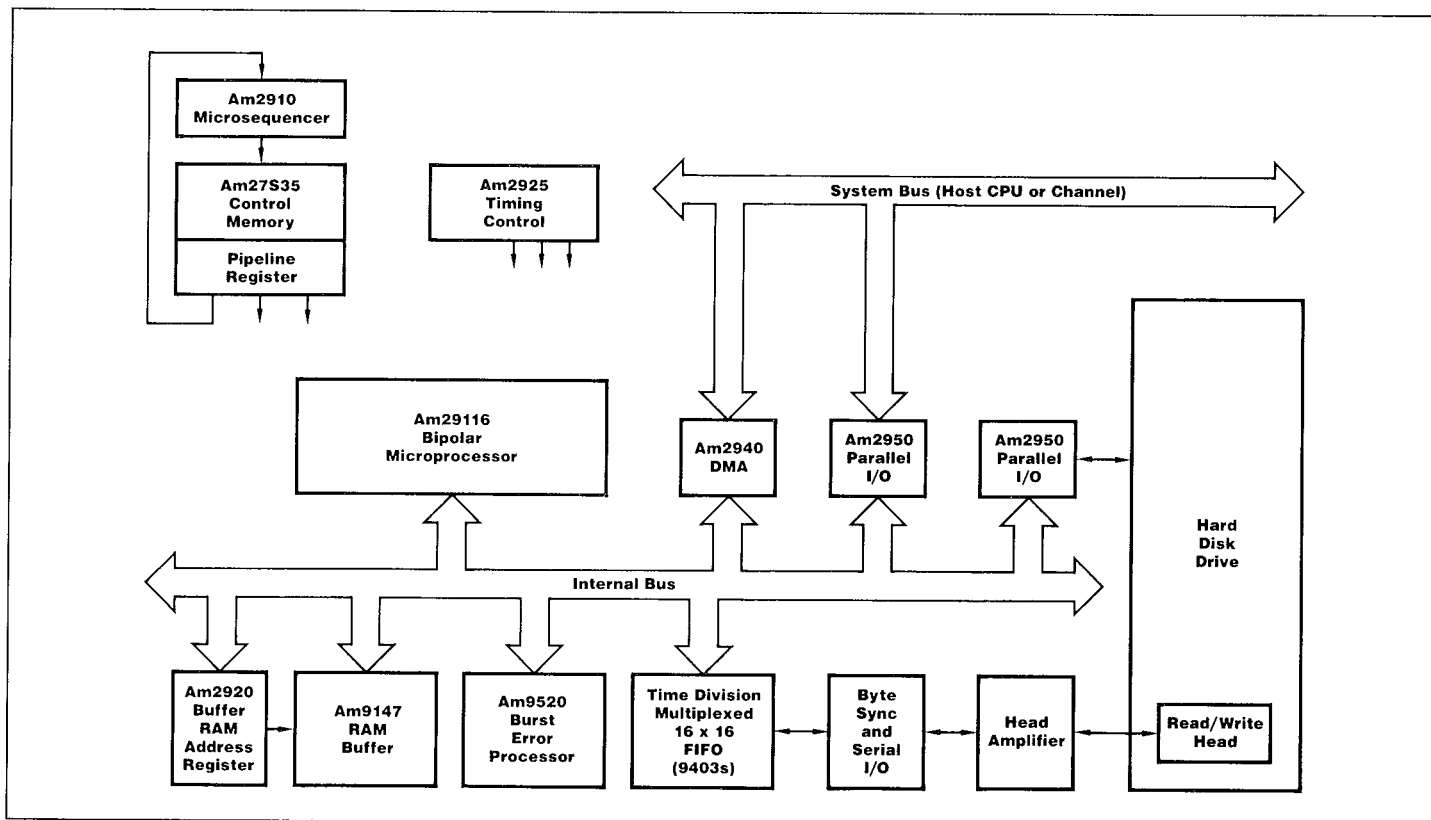 Am2910
Microsequencer
Am27S35
Control
Memory
Pipeline
Register
Am2925
Timing
Control
System Bus (Host CPU or Channel)
Am29116
Bipolar
Microprocessor
Am2940
DMA
Am2950
Parallel
I/O
Am2950
Parallel
I/O
Hard
Disk
Drive
Internal Bus
Am2920
Buffer
RAM
Address
Register
Am9147
RAM
Buffer
Am9520
Burst
Error
Processor
Time Division
Multiplexed
16 x 16
FIFO
(9403s)
Byte
Sync
and
Serial
I/O
Head
Amplifier
Read/Write
Head